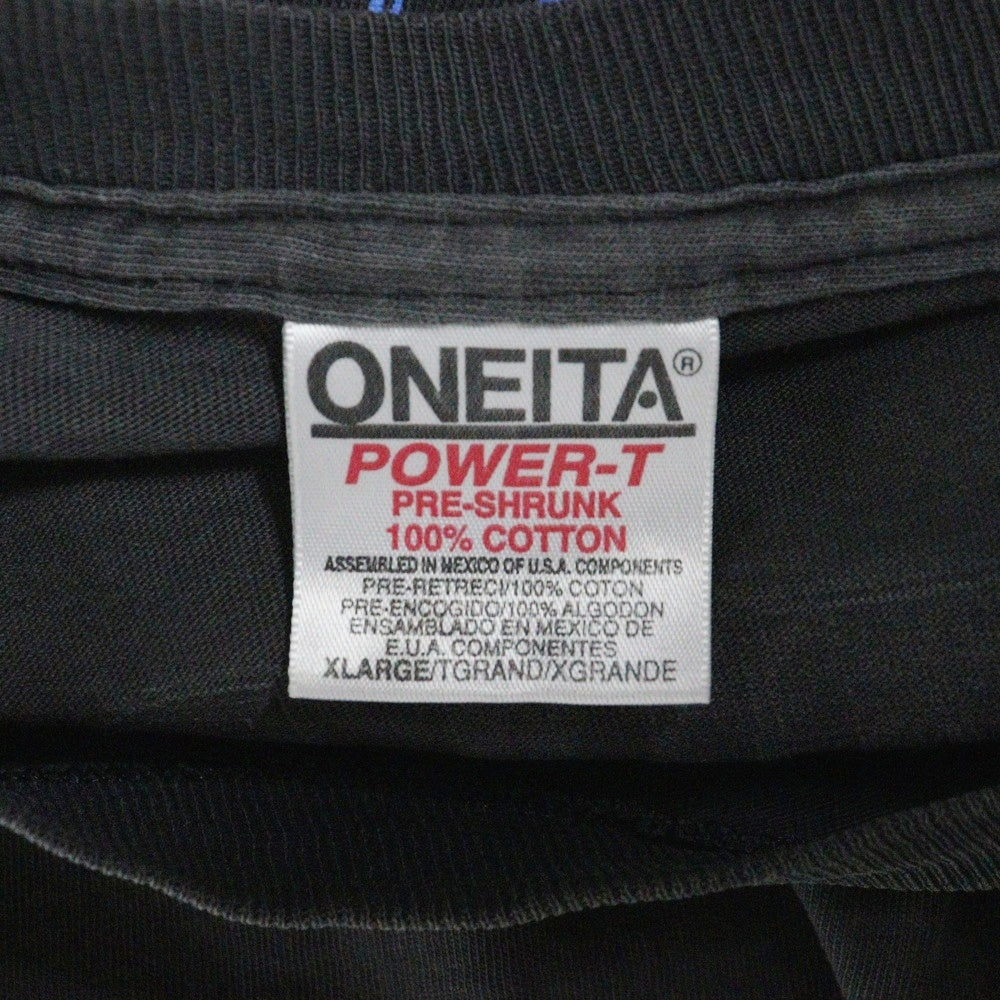 ONEITA®
POWER-T
PRE-SHRUNK
100% COTTON
ASSEMBLED IN MEXICO OF U.S.A. COMPONENTS
PRE-RETRECI/100% COTON
PRE-ENCOGIDO/100% ALGODON
ENSAMBLADO EN MEXICO DE
E.U.A. COMPONENTES
XLARGE/TGRAND/XGRANDE